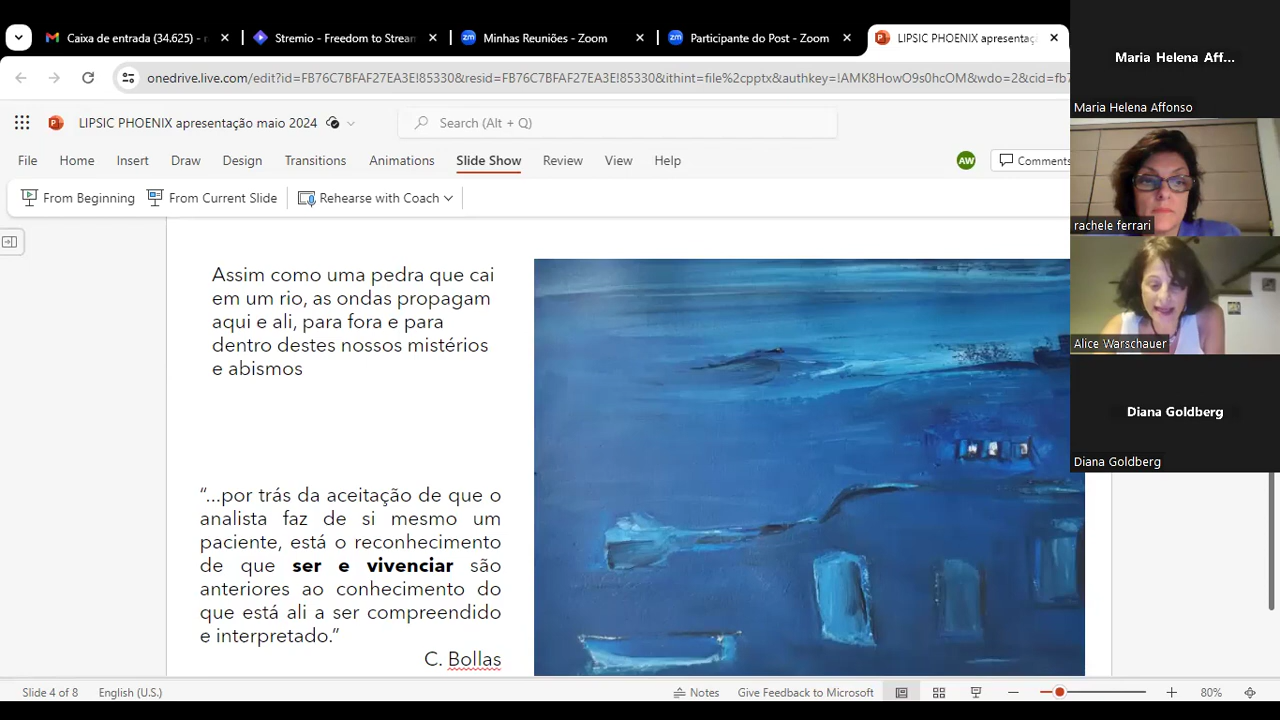 Caixa de entrada (34.625) -
Stremio - Freedom to Stream
Minhas Reuniões - Zoom
Participante do Post - Zoom
LIPSIC PHOENIX apresentaç
Maria Helena Aff...
Maria Helena Affonso
onedrive.live.com/edit?id=FB76C7BFAF27EA3E!85330&resid=FB76C7BFAF27EA3E!85330&ithint=file%2cpptx&authkey=!AMK8HowO9s0hcOM&wdo=2&cid=fb7
LIPSIC PHOENIX apresentação maio 2024
Search (Alt + Q)
File Home Insert Draw Design Transitions Animations Slide Show Review View Help
AW
Comments
From Beginning From Current Slide Rehearse with Coach
rachele ferrari
Assim como uma pedra que cai
em um rio, as ondas propagam
aqui e ali, para fora e para
dentro destes nossos mistérios
e abismos
Alice Warschauer
Diana Goldberg
Diana Goldberg
“...por trás da aceitação de que o
analista faz de si mesmo um
paciente, está o reconhecimento
de que ser e vivenciar são
anteriores ao conhecimento do
que está ali a ser compreendido
e interpretado.”
C. Bollas
Slide 4 of 8 English (U.S.) Notes Give Feedback to Microsoft 80%